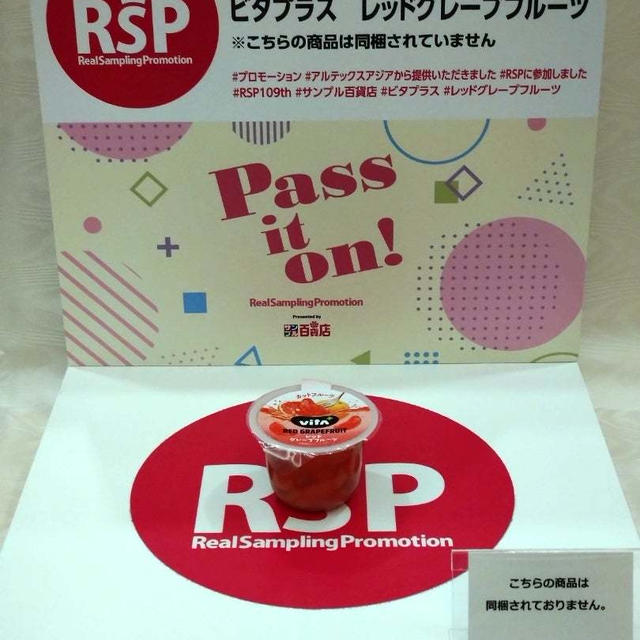 RSP
RealSamplingPromotion
ビタプラス レッドグレープフルーツ
※こちらの商品は同梱されていません
#プロモーション #アルテックスアジアから提供いただきました #RSPに参加しました
#RSP109th #サンプル百貨店 #ビタプラス #レッドグレープフルーツ
Pass
it
on!
RealSamplingPromotion
Presented by
サンプル百貨店
カットフルーツ
vita+
RED GRAPEFRUIT
レッド
グレープフルーツ
RSP
RealSamplingPromotion
こちらの商品は
同梱されておりません。